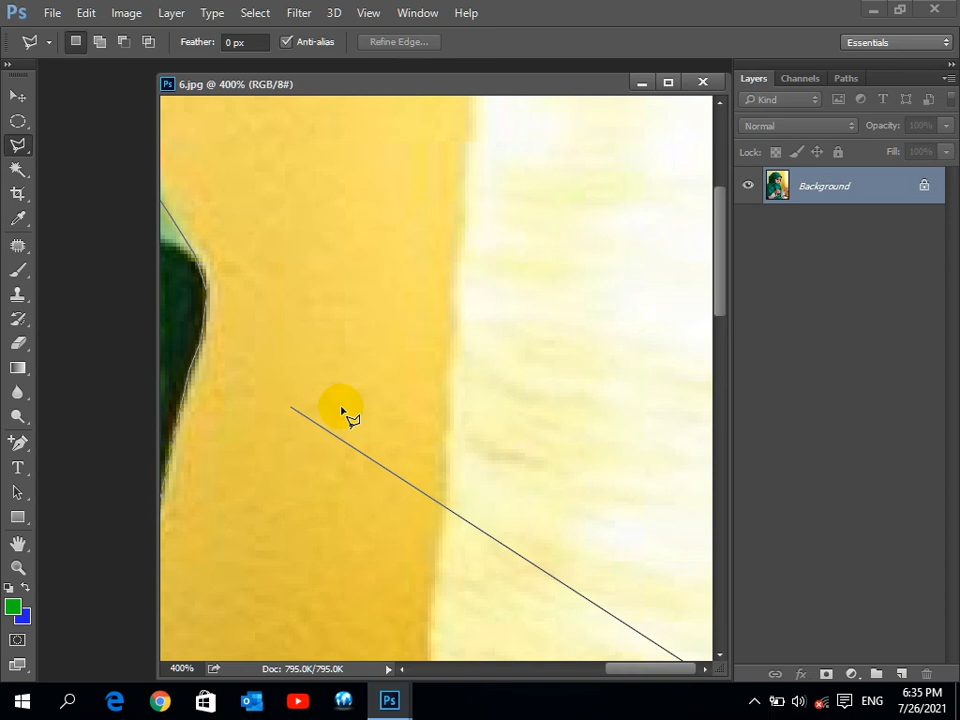 Ps File Edit Image Layer Type Select Filter 3D View Window Help
Feather: 0 px Anti-alias Refine Edge... Essentials
Ps 6.jpg @ 400% (RGB/8#)
Layers Channels Paths
Kind
Normal Opacity: 100%
Lock: Fill: 100%
Background
T
400% Doc: 795.0K/795.0K
Ps ENG 6:35 PM
7/26/2021